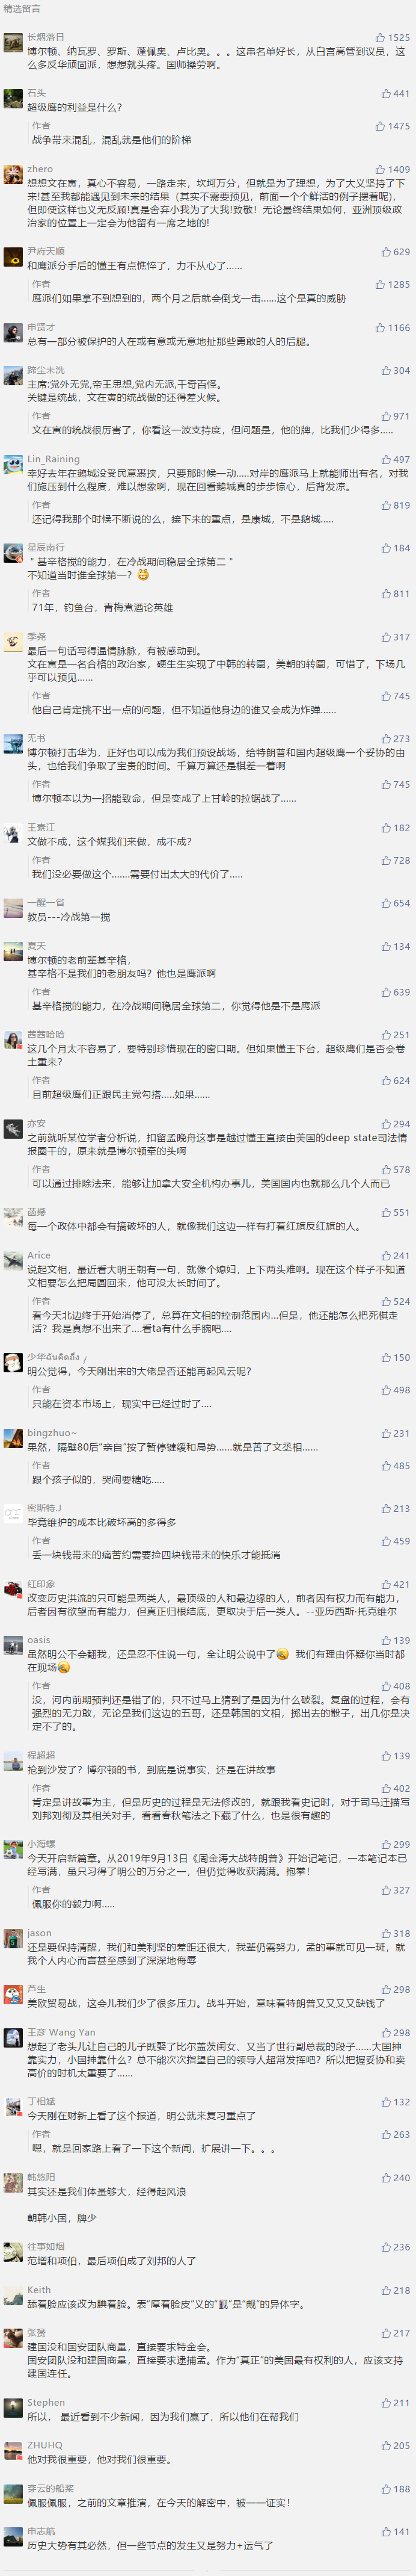 精选留言
长烟落日
1525
博尔顿、纳瓦罗、罗斯、蓬佩奥、卢比奥。。。这串名单好长，从白宫高管到议员，这
么多反华顽固派，想想就头疼。国师操劳啊。
石头
441
超级鹰的利益是什么？
作者
1475
战争带来混乱，混乱就是他们的阶梯
zhero
1409
想想文在寅，真心不容易，一路走来，坎坷万分，但就是为了理想，为了大义坚持了下
来!甚至我都能遇见到未来的结果（其实不需要预见，前面一个个鲜活的例子摆着呢)，
但即便这样也义无反顾!真是舍弃小我为了大我!致敬！无论最终结果如何，亚洲顶级政
治家的位置上一定会为他留有一席之地的!
尹府天顺
629
和鹰派分手后的懂王有点憔悴了，力不从心了……
作者
1285
鹰派们如果拿不到想到的，两个月之后就会倒戈一击……这个是真的威胁
申贤才
1166
总有一部分被保护的人在或有意或无意地扯那些勇敢的人的后腿。
蹄尘未洗
304
主席:党外无党,帝王思想,党内无派,千奇百怪。
关键是统战，文在寅的统战做的还得差火候。
作者
971
文在寅的统战很厉害了，你看这一波支持度，但问题是，他的牌，比我们少得多.....
Lin_Raining
497
幸好去年在鹅城没受民意裹挟，只要那时候一动.....对岸的鹰派马上就能师出有名，对我
们施压到什么程度，难以想象啊，现在回看鹅城真的步步惊心，后背发凉。
作者
819
还记得我那个时候不断说的么，接下来的重点，是康城，不是鹅城.....
星辰南行
184
＂基辛格搅的能力，在冷战期间稳居全球第二＂
不知道当时谁全球第一？
作者
811
71年，钓鱼台，青梅煮酒论英雄
季尧
317
最后一句话写得温情脉脉，有被感动到。
文在寅是一名合格的政治家，硬生生实现了中韩的转圜，美朝的转圜，可惜了，下场几
乎可以预见……
作者
745
他自己肯定挑不出一点的问题，但不知道他身边的谁又会成为炸弹......
无书
273
博尔顿打击华为，正好也可以成为我们预设战场，给特朗普和国内超级鹰一个妥协的由
头，也给我们争取了宝贵的时间。千算万算还是棋差一着啊
作者
745
博尔顿本以为一招能致命，但是变成了上甘岭的拉锯战了……
王素江
182
文做不成，这个媒我们来做，成不成？
作者
728
我们没必要做这个.......需要付出太大的代价了.....
一醒一省
654
教员---冷战第一搅
夏天
134
博尔顿的老前辈基辛格，
基辛格不是我们的老朋友吗？他也是鹰派啊
作者
639
基辛格搅的能力，在冷战期间稳居全球第二，你觉得他是不是鹰派
茜茜哈哈
251
这几个月太不容易了，要特别珍惜现在的窗口期。但如果懂王下台，超级鹰们是否会卷
土重来？
作者
624
目前超级鹰们正跟民主党勾搭.....如果......
亦安
294
之前就听某位学者分析说，扣留孟晚舟这事是越过懂王直接由美国的deep state司法情
报圈干的，原来就是博尔顿牵的头啊
作者
578
可以通过排除法来，能够让加拿大安全机构办事儿，美国国内也就那么几个人而已
551
每一个政体中都会有搞破坏的人，就像我们这边一样有打着红旗反红旗的人。
Arice
241
说起文相，最近看大明王朝有一句，就像个媳妇，上下两头难啊。现在这个样子不知道
文相要怎么把局圆回来，他可没太长时间了。
作者
524
看今天北边终于开始消停了，总算在文相的控制范围内...但是，他还能怎么把死棋走
活？我是真想不出来了....看ta有什么手腕吧....
少华ฉันคิดถึง
150
明公觉得，今天刚出来的大佬是否还能再起风云呢？
作者
498
只能在资本市场上，现实中已经过时了....
bingzhuo~
231
果然，隔壁80后“亲自”按了暂停键缓和局势……就是苦了文丞相……
作者
485
跟个孩子似的，哭闹要糖吃.....
密斯特.J
213
毕竟维护的成本比破坏高的多得多
作者
459
丢一块钱带来的痛苦约需要捡四块钱带来的快乐才能抵消
红印象
421
改变历史洪流的只可能是两类人，最顶级的人和最边缘的人，前者因有权力而有能力，
后者因有欲望而有能力，但真正归根结底，更取决于后一类人。--亚历西斯·托克维尔
oasis
139
虽然明公不会翻我，还是忍不住说一句，全让明公说中了 我们有理由怀疑你当时都
在现场
作者
408
没，河内前期预判还是错了的，只不过马上猜到了是因为什么破裂。复盘的过程，会有
强烈的无力敢，无论是我们这边的五哥，还是韩国的文相，掷出去的骰子，出几你是决
定不了的。
程超超
139
抢到沙发了？博尔顿的书，到底是说事实，还是在讲故事
作者
402
肯定是讲故事为主，但是历史的过程是无法修改的，就跟我看史记时，对于司马迁描写
刘邦刘彻及其相关对手，看看春秋笔法之下藏了什么，也是很有趣的
小海螺
299
今天开启新篇章。从2019年9月13日《周金涛大战特朗普》开始记笔记，一本笔记本已
经写满，虽只习得了明公的万分之一，但仍觉得收获满满。抱拳！
作者
327
佩服你的毅力啊.....
jason
318
还是要保持清醒，我们和美利坚的差距还很大，我辈仍需努力，孟的事就可见一斑，就
我个人内心而言甚至感到了深深地侮辱
芦生
298
美欧贸易战，这会儿我们少了很多压力。战斗开始，意味着特朗普又又又又缺钱了
王彦 Wang Yan
298
想起了老头儿让自己的儿子既娶了比尔盖茨闺女、又当了世行副总裁的段子……大国抻
靠实力，小国抻靠什么？总不能次次指望自己的领导人超常发挥吧？所以把握妥协和卖
高价的时机太重要了……
丁相斌
132
今天刚在财新上看了这个报道，明公就来复习重点了
作者
263
嗯，就是回家路上看了一下这个新闻，扩展讲一下。。。
韩悠阳
240
其实还是我们体量够大，经得起风浪
朝韩小国，牌少
往事如烟
236
范增和项伯，最后项伯成了刘邦的人了
Keith
218
舔着脸应该改为腆着脸。表“厚着脸皮”义的“觍”是“靦”的异体字。
张赟
217
建国没和国安团队商量，直接要求特金会。
国安团队没和建国商量，直接要求逮捕孟。作为“真正”的美国最有权利的人，应该支持
建国连任。
Stephen
211
所以， 最近看到不少新闻，因为我们赢了，所以他们在帮我们
ZHUHQ
205
他对我很重要，他对我们很重要。
穿云的船桨
188
佩服佩服，之前的文章推演，在今天的解密中，被一一证实！
申志航
141
历史大势有其必然，但一些节点的发生又是努力+运气了